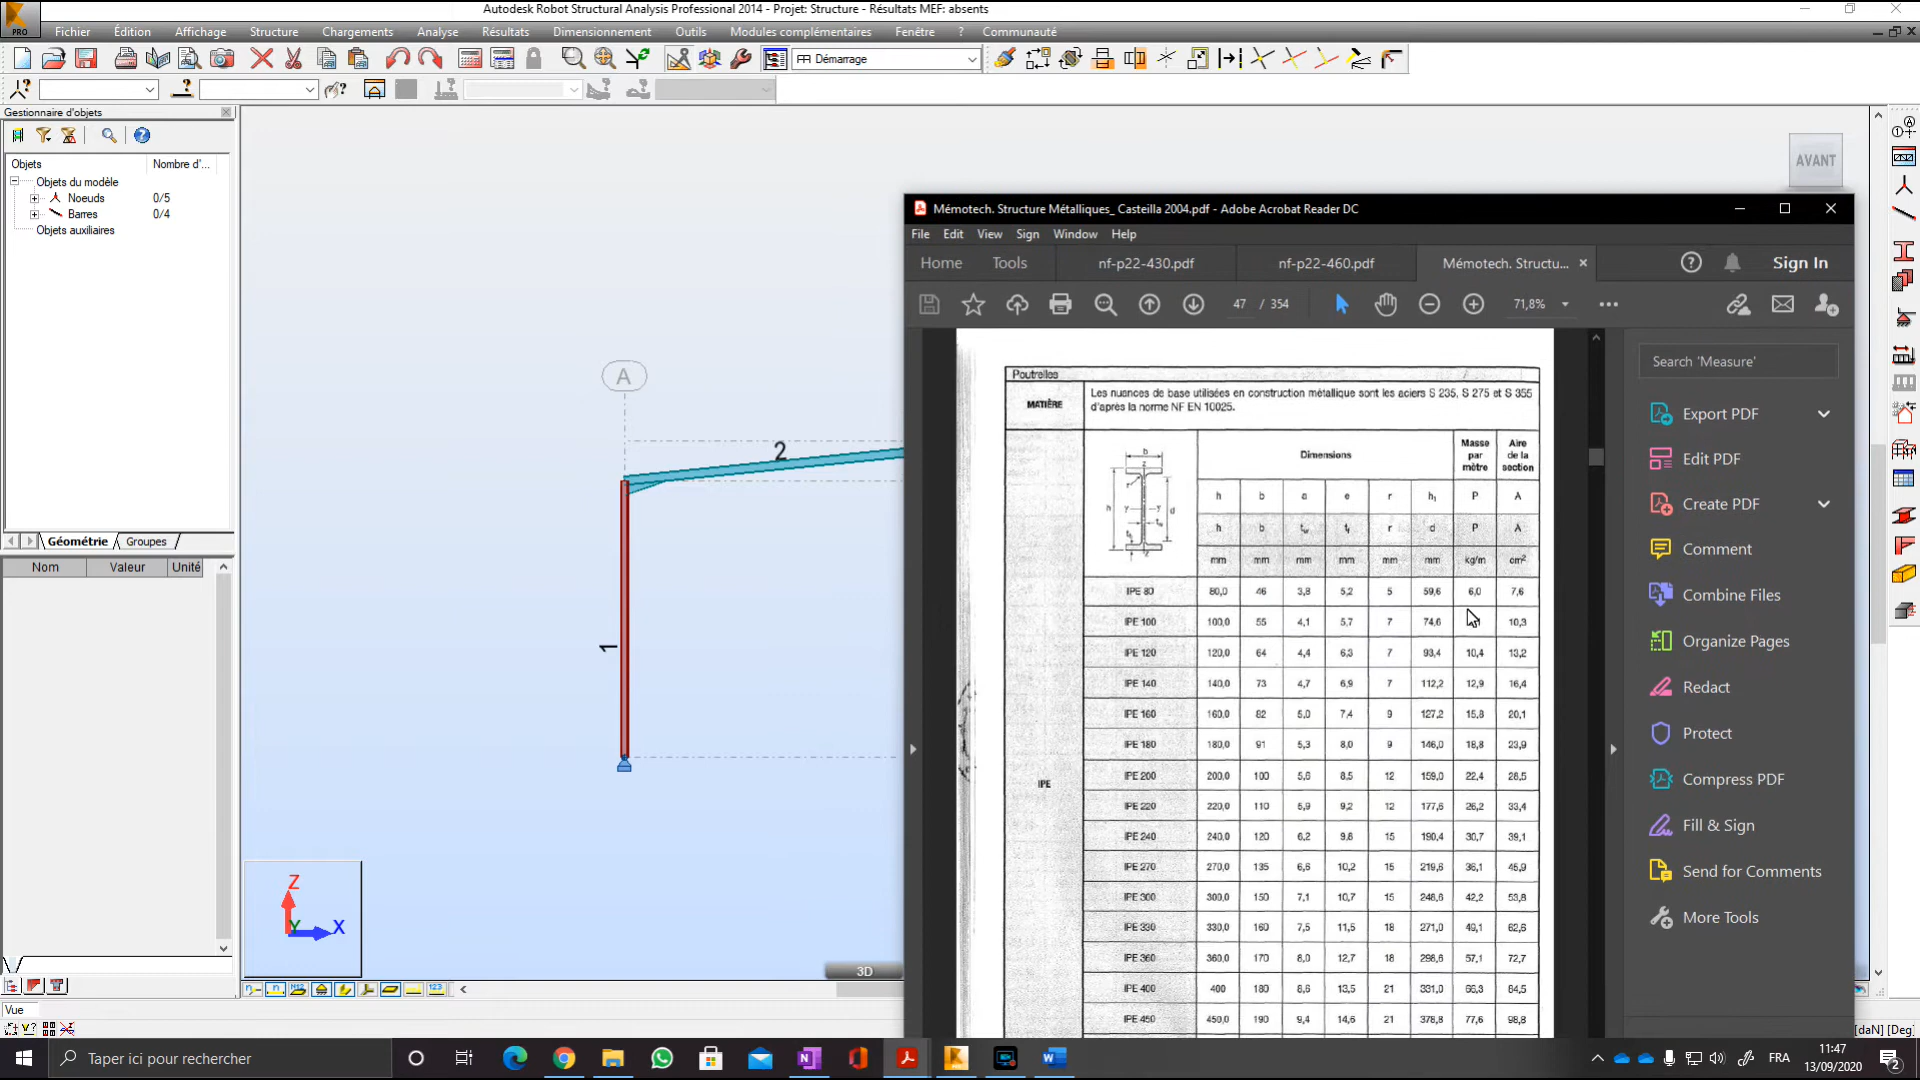 Autodesk Robot Structural Analysis Professional 2014 - Projet: Structure - Résultats MEF: absents
PRO
Fichier Édition Affichage Structure Chargements Analyse Résultats Dimensionnement Outils Modules complémentaires Fenêtre ? Communauté
Démarrage
Gestionnaire d'objets
Objets Nombre d'...
Objets du modèle
Noeuds 0/5
Barres 0/4
Objets auxiliaires
Géométrie Groupes
Nom Valeur Unité
Vue
AVANT
A
2
1
Z
Y X
3D
[daN] [Deg]
Mémotech. Structure Métalliques_ Casteilla 2004.pdf - Adobe Acrobat Reader DC
File Edit View Sign Window Help
Home Tools nf-p22-430.pdf nf-p22-460.pdf Mémotech. Structu... × Sign In
47 / 354 71,8%
Search 'Measure'
Export PDF
Edit PDF
Create PDF
Comment
Combine Files
Organize Pages
Redact
Protect
Compress PDF
Fill & Sign
Send for Comments
More Tools
Poutrelles
MATIÈRE
Les nuances de base utilisées en construction métallique sont les aciers S 235, S 275 et S 355
d'après la norme NF EN 10025.
Dimensions
Masse par mètre
Aire de la section
h b a e r h₁ P A
h b tw tf r d P A
mm mm mm mm mm mm kg/m cm²
IPE
IPE 80 80,0 46 3,8 5,2 5 59,6 6,0 7,6
IPE 100 100,0 55 4,1 5,7 7 74,6 10,3
IPE 120 120,0 64 4,4 6,3 7 93,4 10,4 13,2
IPE 140 140,0 73 4,7 6,9 7 112,2 12,9 16,4
IPE 160 160,0 82 5,0 7,4 9 127,2 15,8 20,1
IPE 180 180,0 91 5,3 8,0 9 146,0 18,8 23,9
IPE 200 200,0 100 5,6 8,5 12 159,0 22,4 28,5
IPE 220 220,0 110 5,9 9,2 12 177,6 26,2 33,4
IPE 240 240,0 120 6,2 9,8 15 190,4 30,7 39,1
IPE 270 270,0 135 6,6 10,2 15 219,6 36,1 45,9
IPE 300 300,0 150 7,1 10,7 15 248,6 42,2 53,8
IPE 330 330,0 160 7,5 11,5 18 271,0 49,1 62,6
IPE 360 360,0 170 8,0 12,7 18 298,6 57,1 72,7
IPE 400 400 180 8,6 13,5 21 331,0 66,3 84,5
IPE 450 450,0 190 9,4 14,6 21 378,8 77,6 98,8
Taper ici pour rechercher
FRA
11:47
13/09/2020
2